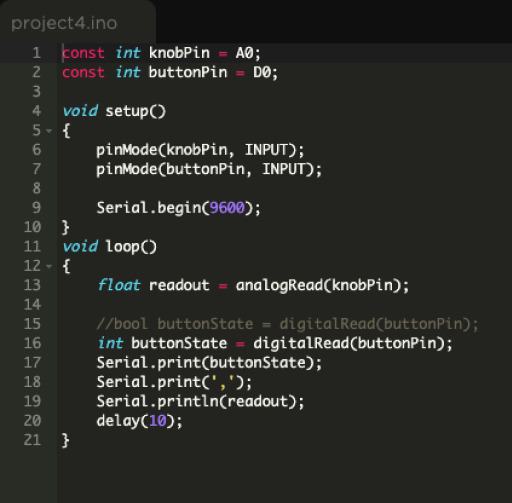 project4.ino
1 const int knobPin = A0;
2 const int buttonPin = D0;
3
4 void setup()
5 {
6 pinMode(knobPin, INPUT);
7 pinMode(buttonPin, INPUT);
8
9 Serial.begin(9600);
10 }
11 void loop()
12 {
13 float readout = analogRead(knobPin);
14
15 //bool buttonState = digitalRead(buttonPin);
16 int buttonState = digitalRead(buttonPin);
17 Serial.print(buttonState);
18 Serial.print(',');
19 Serial.println(readout);
20 delay(10);
21 }